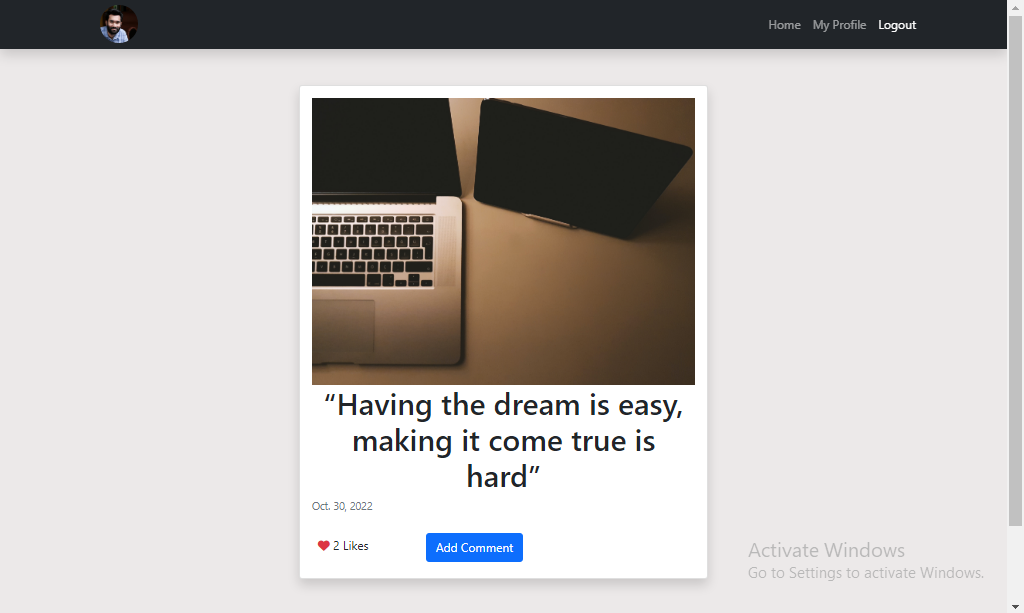 Home My Profile Logout
“Having the dream is easy,
making it come true is
hard”
Oct. 30, 2022
2 Likes
Add Comment
Activate Windows
Go to Settings to activate Windows.